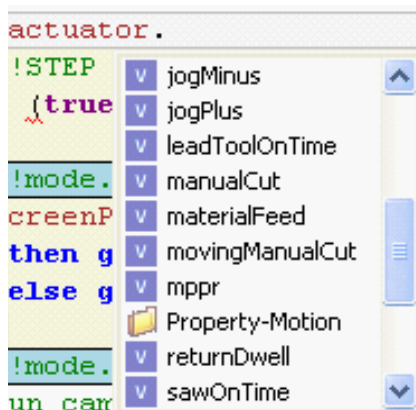 actuator.
!STEP
(true
!mode.
creenP
then g
else g
!mode.
un cam
v jogMinus
v jogPlus
v leadToolOnTime
v manualCut
v materialFeed
v movingManualCut
v mppr
Property-Motion
v returnDwell
v sawOnTime